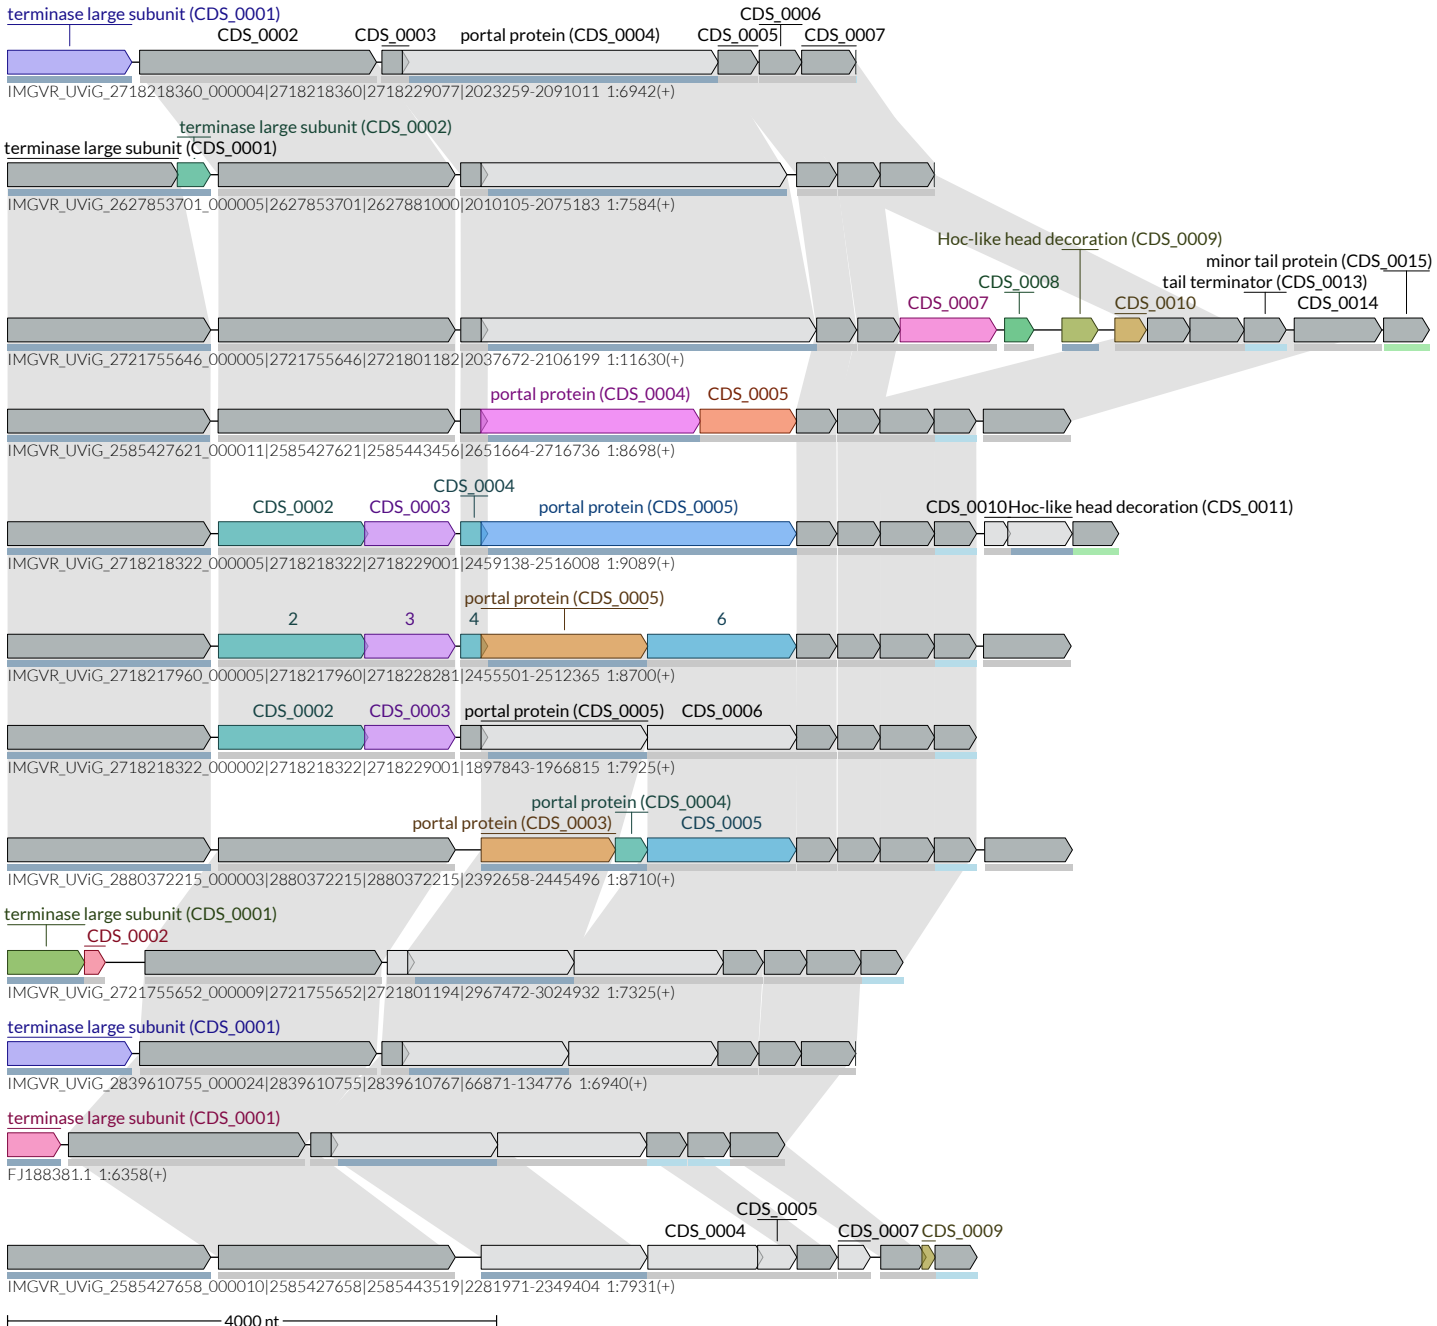 terminase large subunit (CDS_0001)
CDS_0006
CDS_0002 CDS_0003 portal protein (CDS_0004) CDS_0005 CDS_0007
IMGVR_UViG_2718218360_000004|2718218360|2718229077|2023259-2091011 1:6942(+)
terminase large subunit (CDS_0002)
terminase large subunit (CDS_0001)
IMGVR_UViG_2627853701_000005|2627853701|2627881000|2010105-2075183 1:7584(+)
Hoc-like head decoration (CDS_0009)
minor tail protein (CDS_0015)
CDS_0008 tail terminator (CDS_0013)
CDS_0007 CDS_0010 CDS_0014
IMGVR_UViG_2721755646_000005|2721755646|2721801182|2037672-2106199 1:11630(+)
portal protein (CDS_0004) CDS_0005
IMGVR_UViG_2585427621_000011|2585427621|2585443456|2651664-2716736 1:8698(+)
CDS_0004
CDS_0002 CDS_0003 portal protein (CDS_0005) CDS_0010 Hoc-like head decoration (CDS_0011)
IMGVR_UViG_2718218322_000005|2718218322|2718229001|2459138-2516008 1:9089(+)
portal protein (CDS_0005)
2 3 4 6
IMGVR_UViG_2718217960_000005|2718217960|2718228281|2455501-2512365 1:8700(+)
CDS_0002 CDS_0003 portal protein (CDS_0005) CDS_0006
IMGVR_UViG_2718218322_000002|2718218322|2718229001|1897843-1966815 1:7925(+)
portal protein (CDS_0004)
portal protein (CDS_0003) CDS_0005
IMGVR_UViG_2880372215_000003|2880372215|2880372215|2392658-2445496 1:8710(+)
terminase large subunit (CDS_0001)
CDS_0002
IMGVR_UViG_2721755652_000009|2721755652|2721801194|2967472-3024932 1:7325(+)
terminase large subunit (CDS_0001)
IMGVR_UViG_2839610755_000024|2839610755|2839610767|66871-134776 1:6940(+)
terminase large subunit (CDS_0001)
FJ188381.1 1:6358(+)
CDS_0005
CDS_0004 CDS_0007 CDS_0009
IMGVR_UViG_2585427658_000010|2585427658|2585443519|2281971-2349404 1:7931(+)
4000 nt